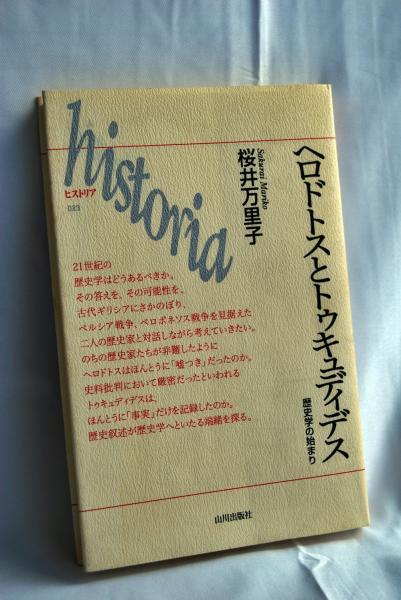 historia
ヒストリア
023
ヘロドトスとトゥキュディデス
歴史学の始まり
Sakurai Mariko
桜井万里子
21世紀の
歴史学はどうあるべきか。
その答えを、その可能性を、
古代ギリシアにさかのぼり、
ペルシア戦争、ペロポネソス戦争を見据えた
二人の歴史家と対話しながら考えていきたい。
のちの歴史家たちが非難したように
ヘロドトスはほんとうに「嘘つき」だったのか。
史料批判において厳密だったといわれる
トゥキュディデスは、
ほんとうに「事実」だけを記録したのか。
歴史叙述が歴史学へといたる端緒を探る。
山川出版社